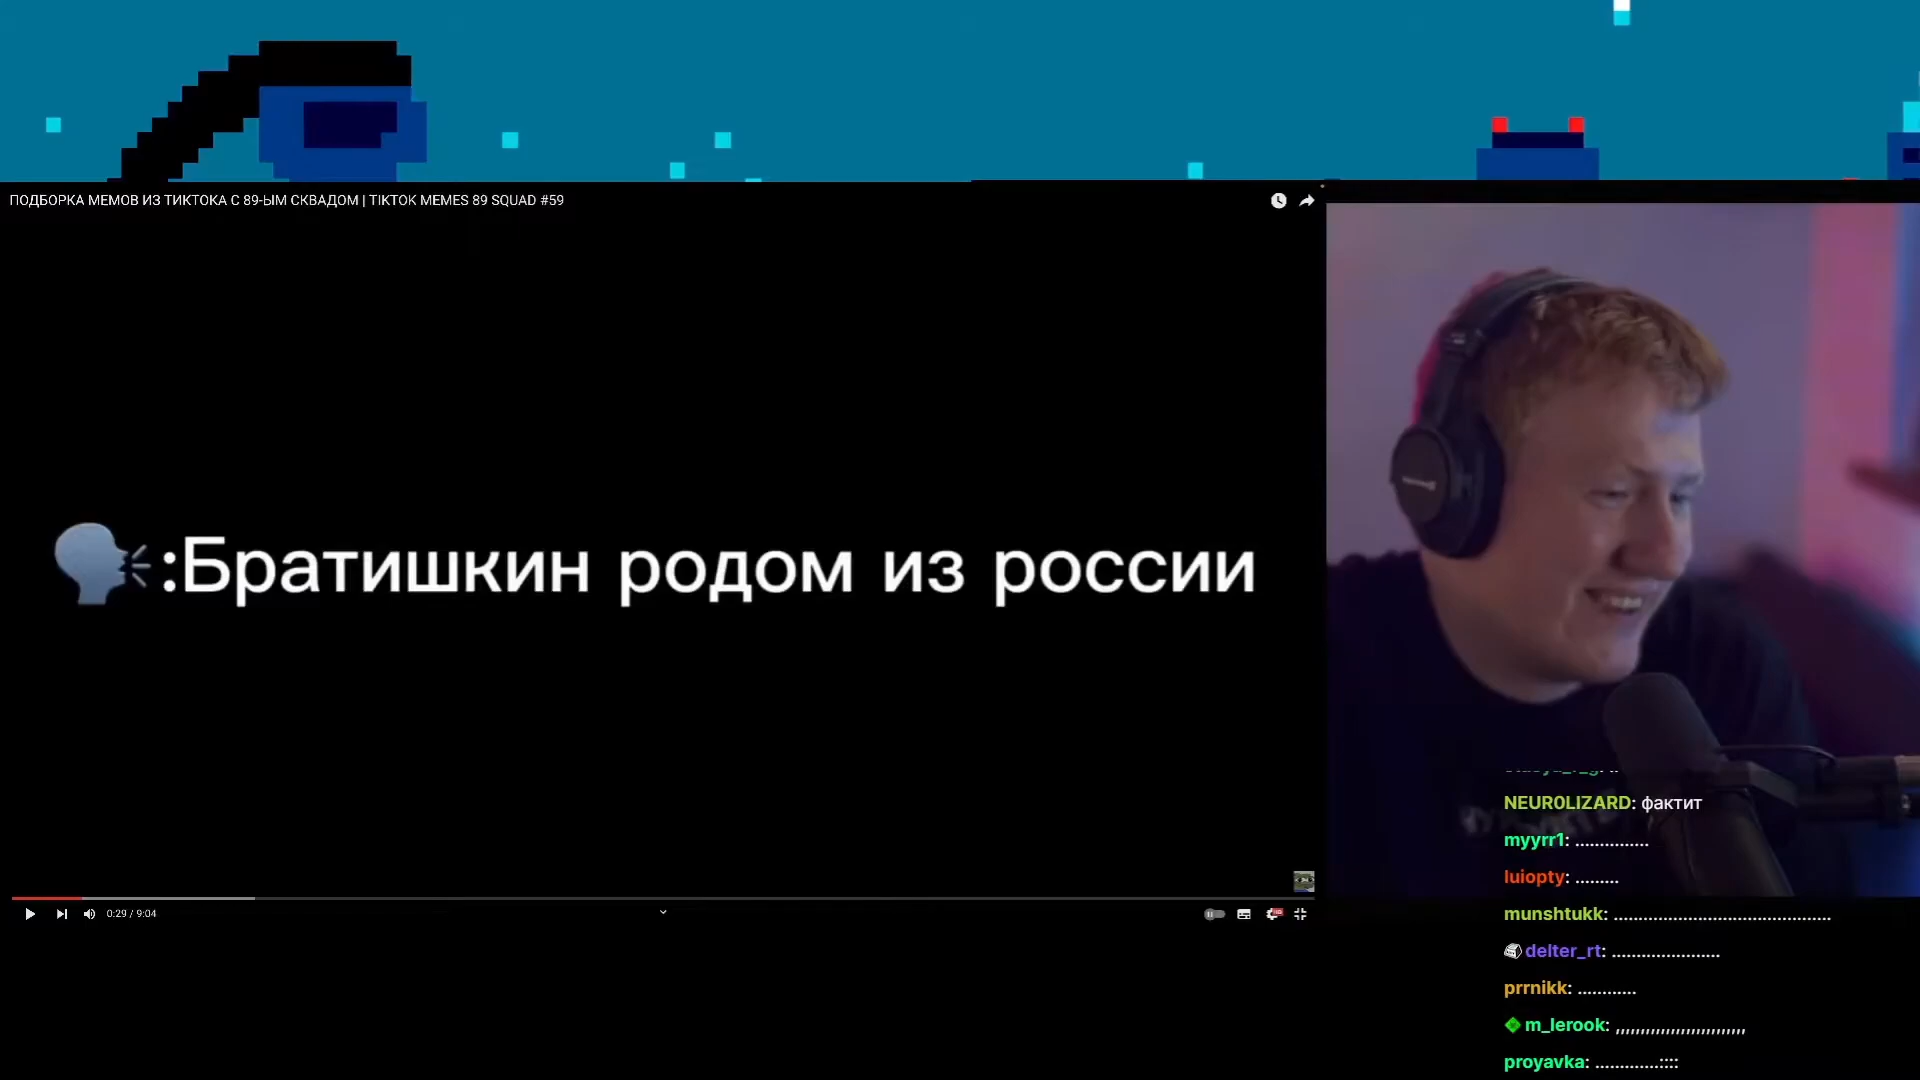 ПОДБОРКА МЕМОВ ИЗ ТИКТОКА С 89-ЫМ СКВАДОМ | TIKTOK MEMES 89 SQUAD #59
:Братишкин родом из россии
0:29 / 9:04
NEUR0LIZARD: фактит
myyrr1: ...............
luiopty: .........
munshtukk: ............................................
delter_rt: ......................
prrnikk: ............
m_lerook: ,,,,,,,,,,,,,,,,,,,,,,,,,,
proyavka: .............::::